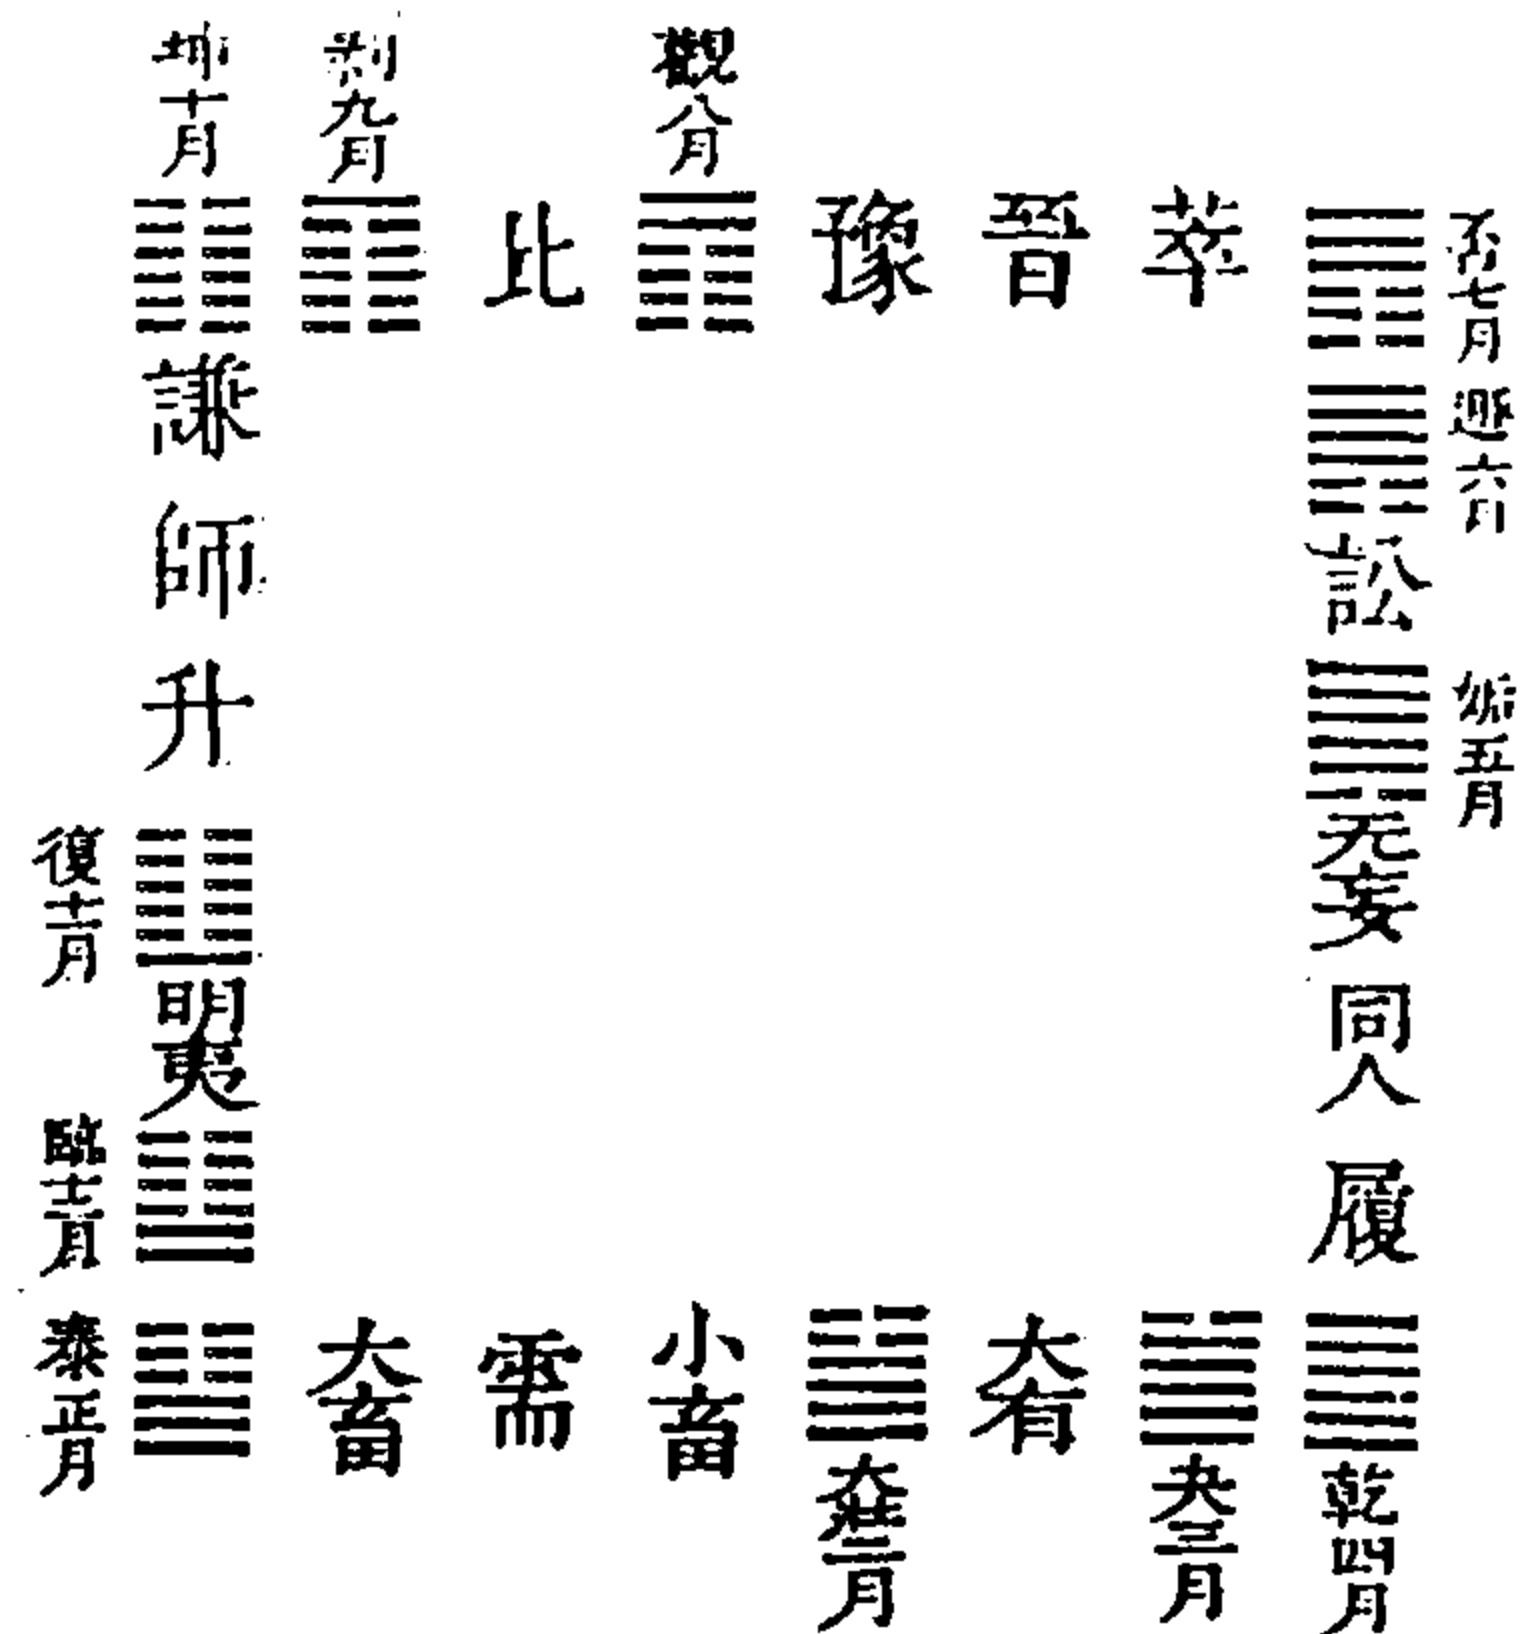 坤十月
剝九月
比
觀八月
豫
晉
萃
否七月
謙
師
升
復十一月
明夷
臨十二月
泰正月
遯六月
訟
姤五月
无妄
同人
履
大畜
需
小畜
大壯二月
大有
夬三月
乾四月